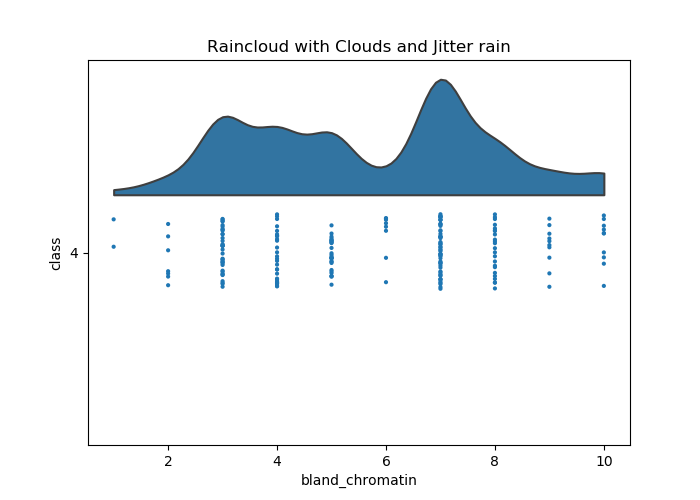 Raincloud with Clouds and Jitter rain
class
4
2 4 6 8 10
bland_chromatin